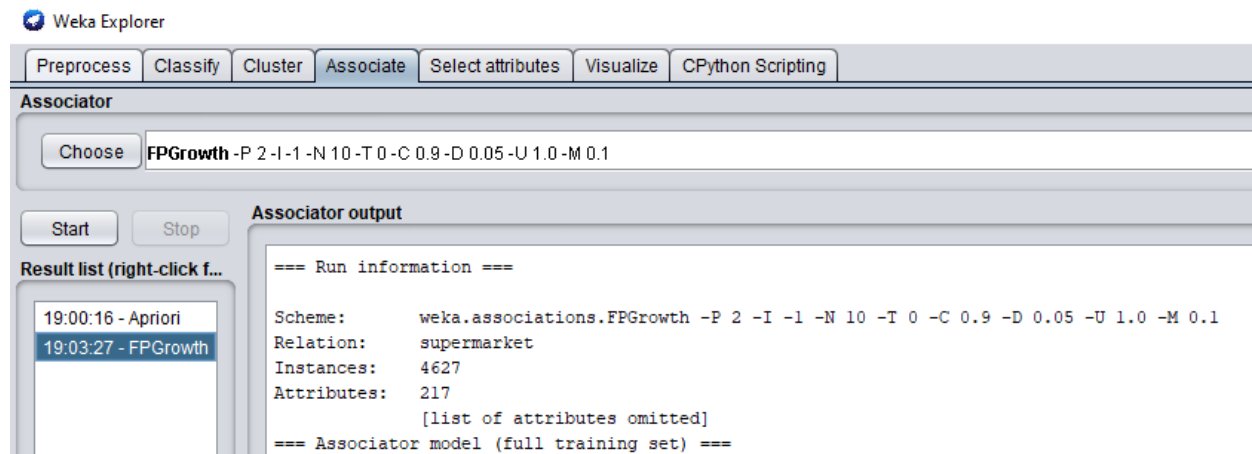 Weka Explorer
Preprocess Classify Cluster Associate Select attributes Visualize CPython Scripting
Associator
Choose FPGrowth -P 2 -I -1 -N 10 -T 0 -C 0.9 -D 0.05 -U 1.0 -M 0.1
Start Stop
Associator output
Result list (right-click f...
19:00:16 - Apriori
19:03:27 - FPGrowth
=== Run information ===
Scheme: weka.associations.FPGrowth -P 2 -I -1 -N 10 -T 0 -C 0.9 -D 0.05 -U 1.0 -M 0.1
Relation: supermarket
Instances: 4627
Attributes: 217
[list of attributes omitted]
=== Associator model (full training set) ===